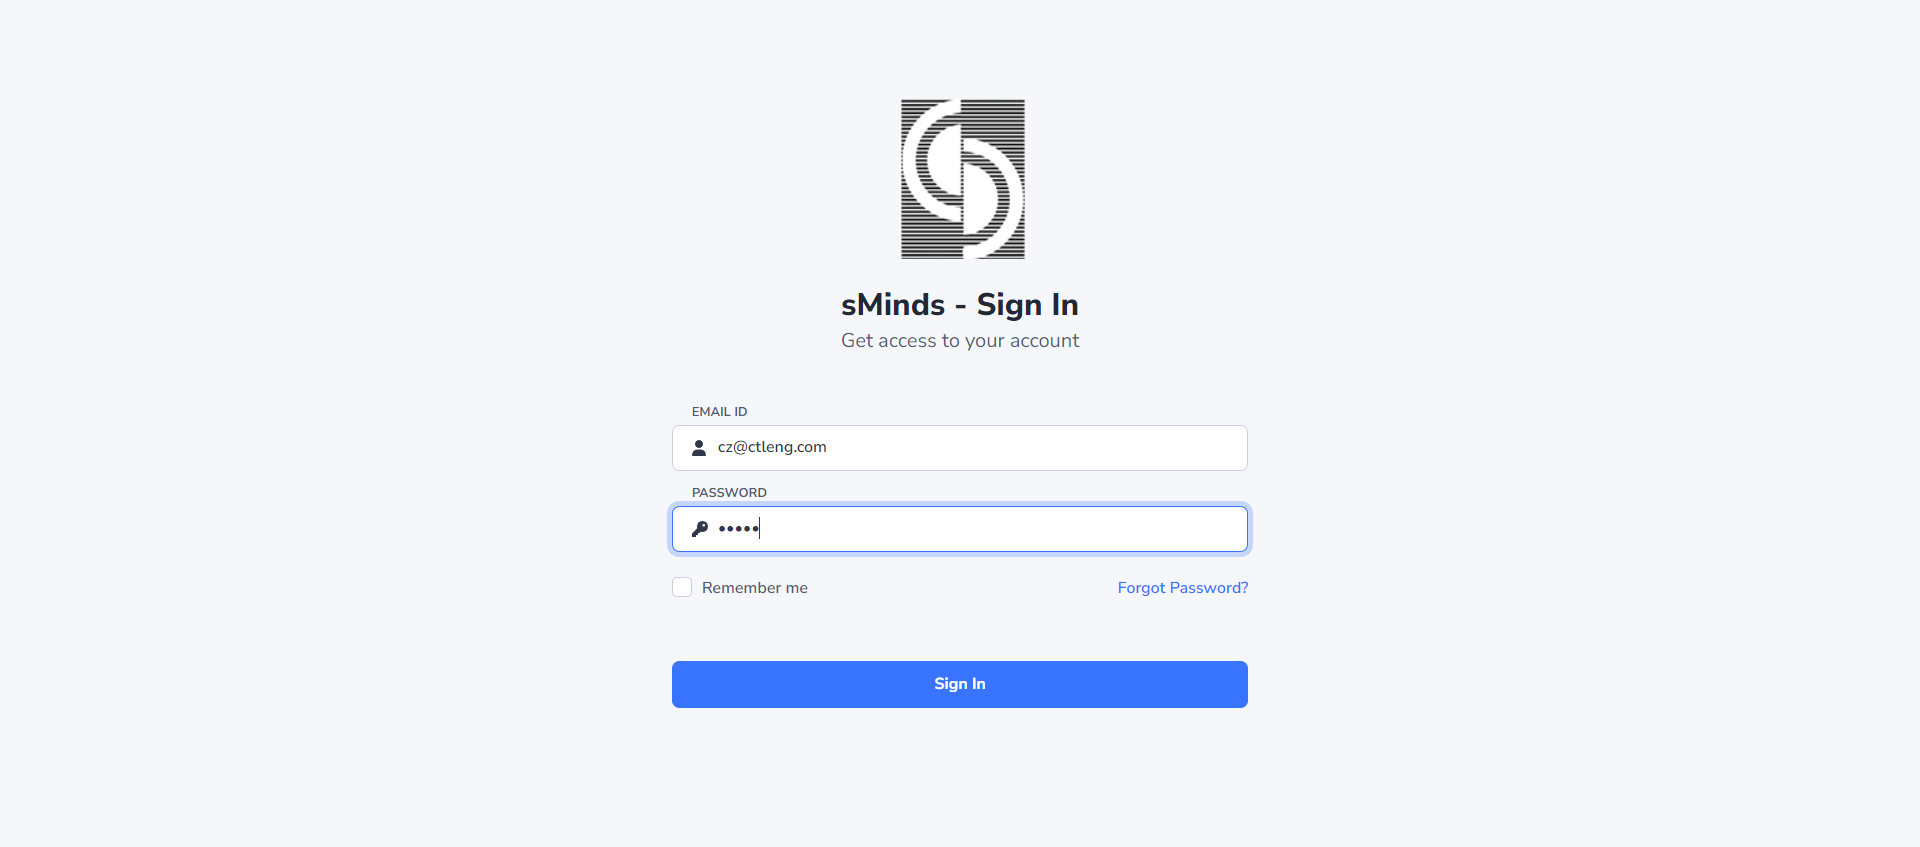 sMinds - Sign In
Get access to your account
EMAIL ID
cz@ctleng.com
PASSWORD
•••••
Remember me
Forgot Password?
Sign In